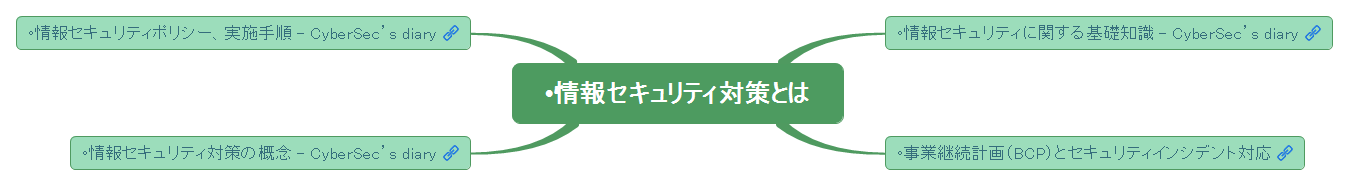 •情報セキュリティポリシー、実施手順 - CyberSec's diary
•情報セキュリティに関する基礎知識 - CyberSec's diary
•情報セキュリティ対策とは
•情報セキュリティ対策の概念 - CyberSec's diary
•事業継続計画(BCP)とセキュリティインシデント対応